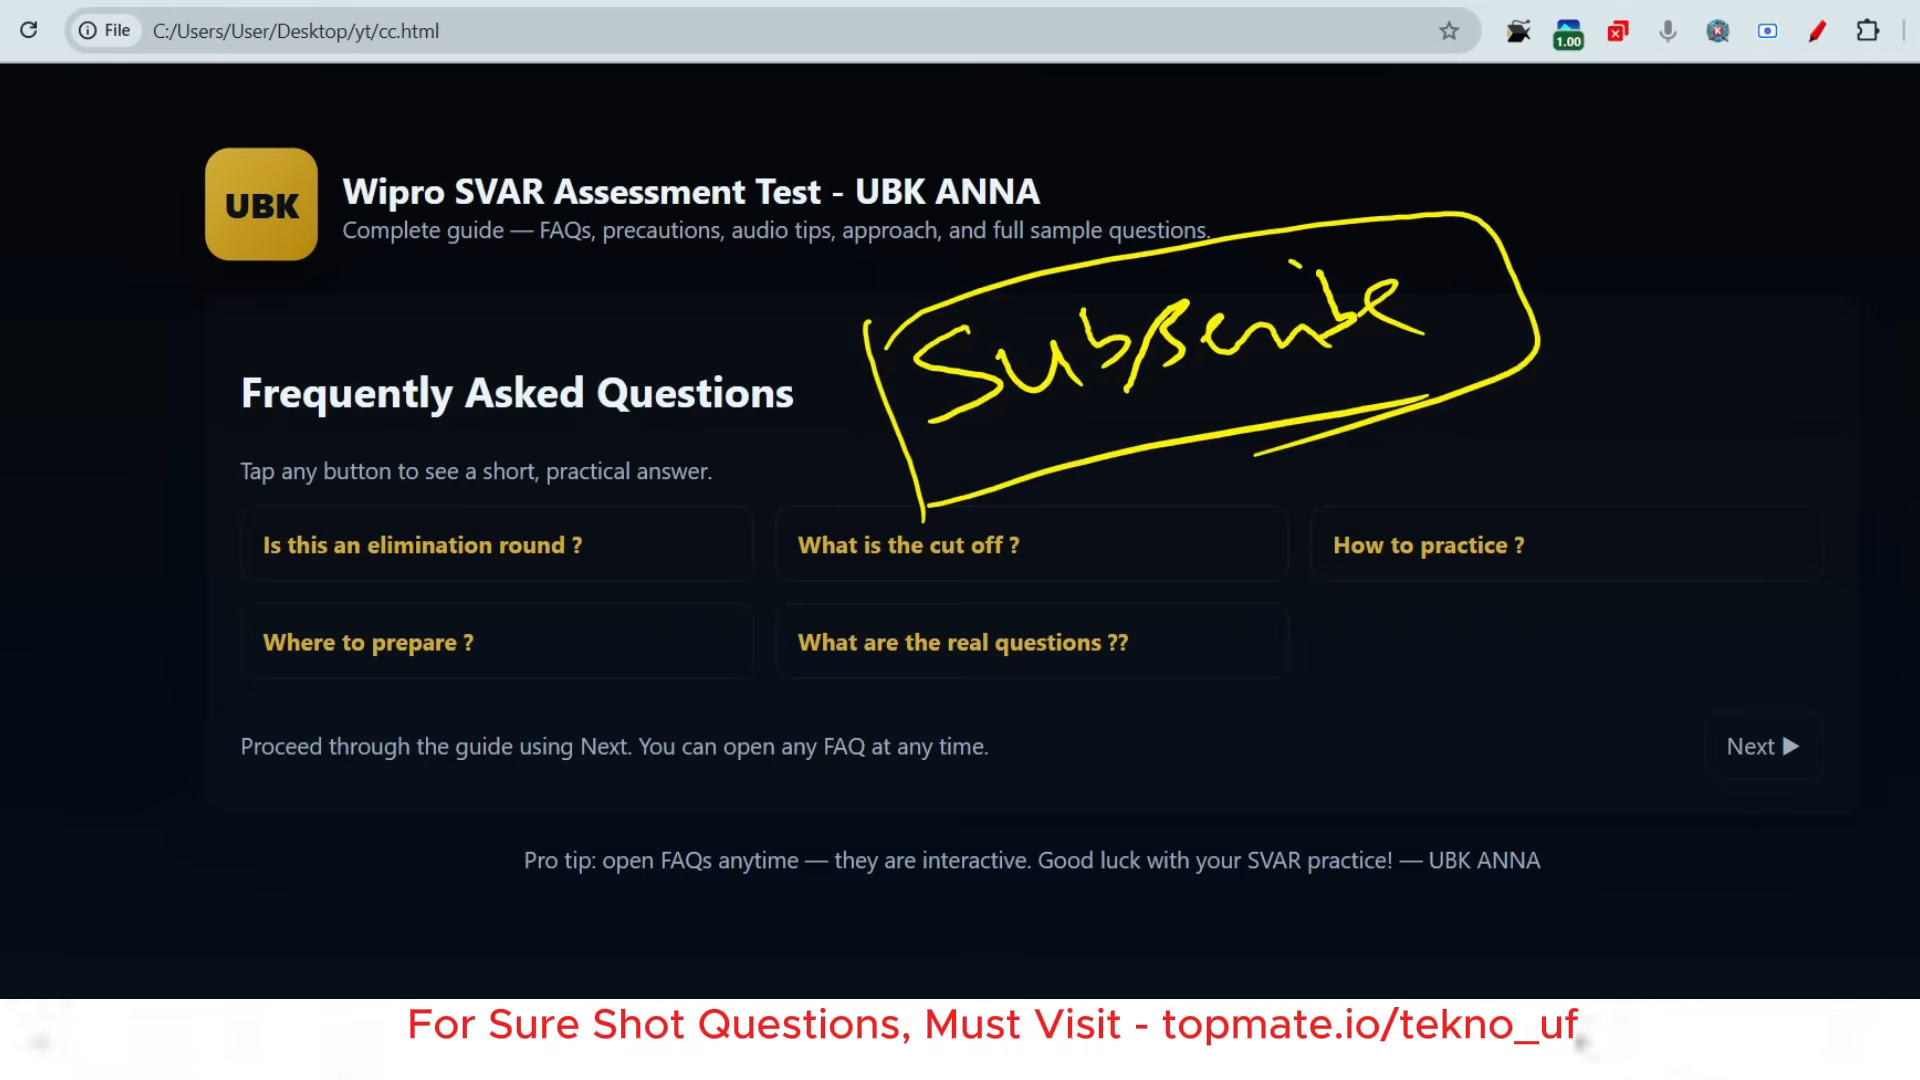 File C:/Users/User/Desktop/yt/cc.html
1.00
UBK
Wipro SVAR Assessment Test - UBK ANNA
Complete guide — FAQs, precautions, audio tips, approach, and full sample questions.
Subscribe
Frequently Asked Questions
Tap any button to see a short, practical answer.
Is this an elimination round ?
What is the cut off ?
How to practice ?
Where to prepare ?
What are the real questions ??
Proceed through the guide using Next. You can open any FAQ at any time.
Next ▶
Pro tip: open FAQs anytime — they are interactive. Good luck with your SVAR practice! — UBK ANNA
For Sure Shot Questions, Must Visit - topmate.io/tekno_uf